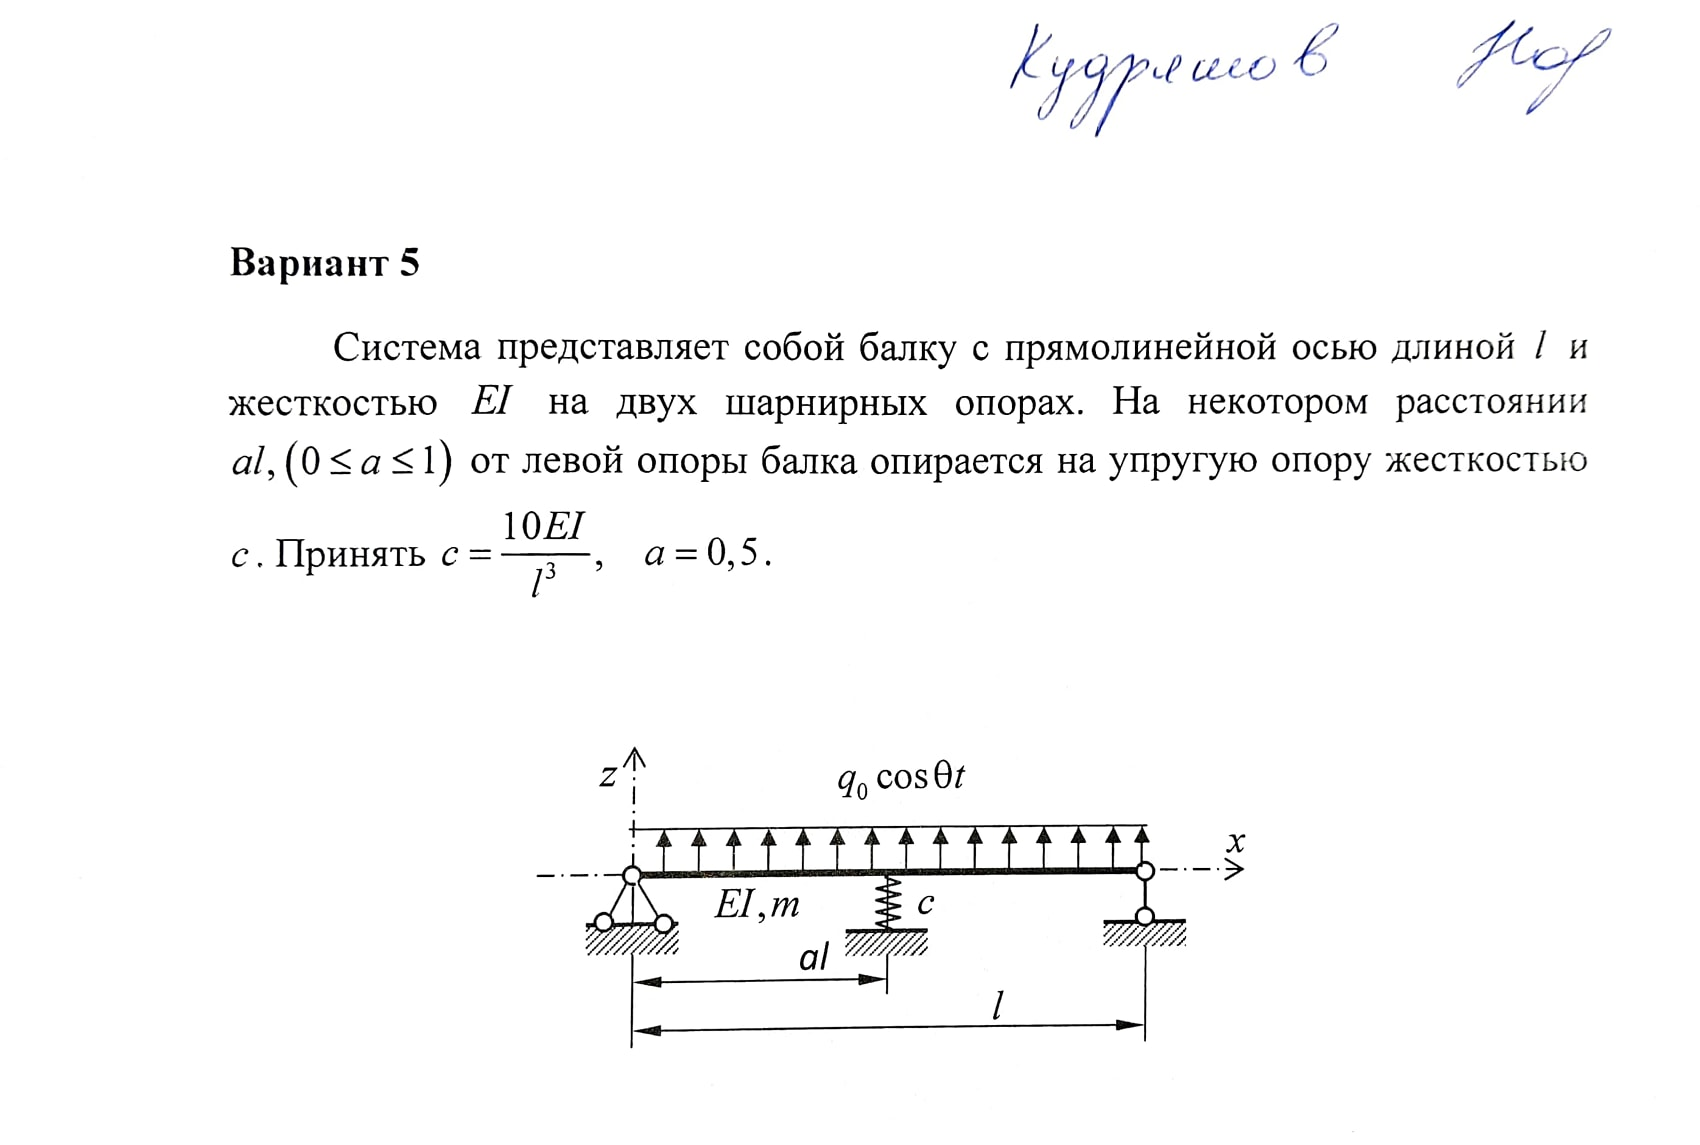 Кудряшов
Вариант 5
Система представляет собой балку с прямолинейной осью длиной l и
жесткостью EI на двух шарнирных опорах. На некотором расстоянии
al, (0 ≤ a ≤ 1) от левой опоры балка опирается на упругую опору жесткостью
c. Принять c = 10EI / l³, a = 0,5.
z
q₀ cos θt
x
EI, m
c
al
l